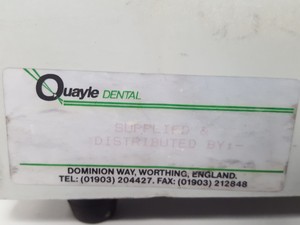 Quayle DENTAL
SUPPLIED &
DISTRIBUTED BY:-
DOMINION WAY, WORTHING, ENGLAND.
TEL: (01903) 204427. FAX: (01903) 212848